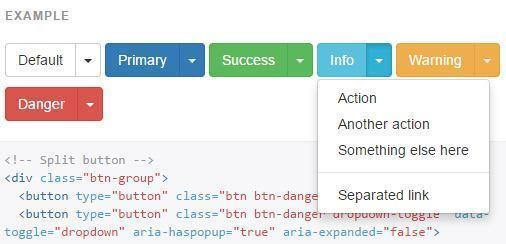 EXAMPLE
Default Primary Success Info Warning
Danger
Action
Another action
Something else here
Separated link
<!-- Split button -->
<div class="btn-group">
<button type="button" class="btn btn-dange
<button type="button" class="btn btn-danger dropdown-toggle" data-
toggle="dropdown" aria-haspopup="true" aria-expanded="false">